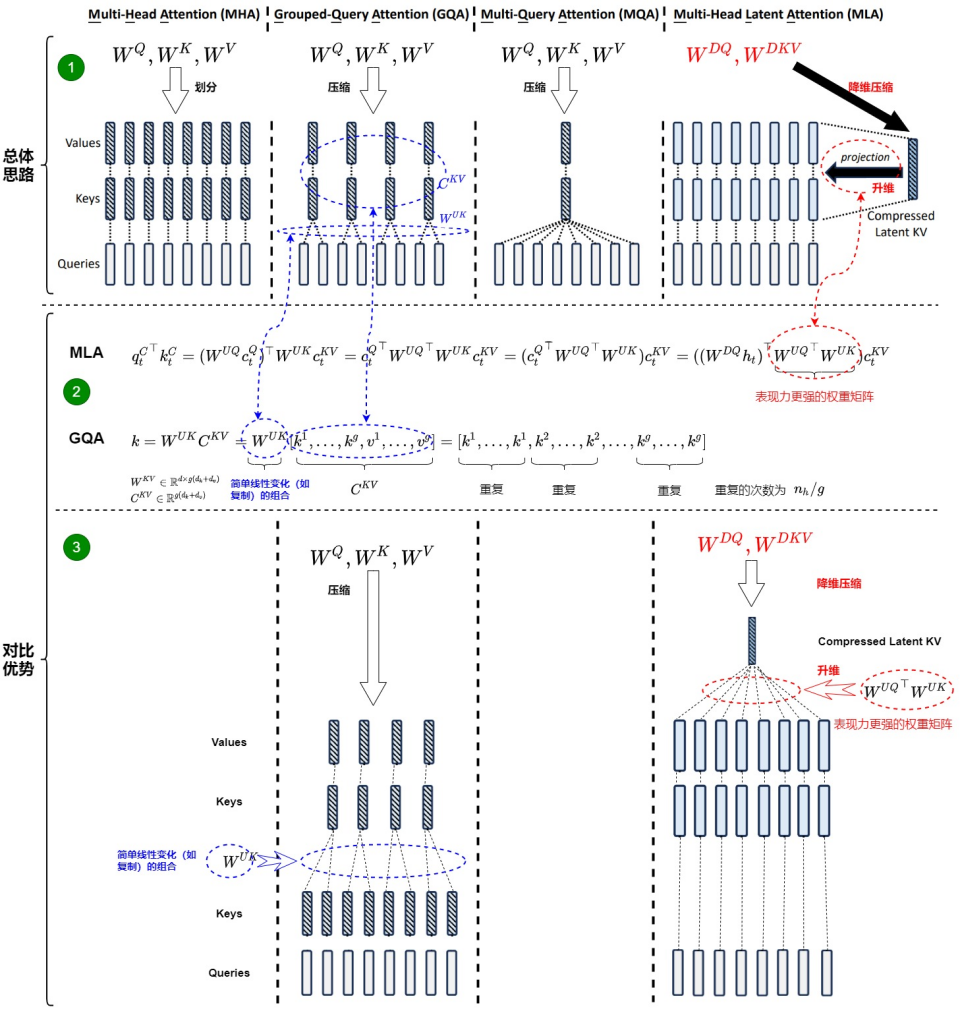 Multi-Head Attention (MHA)
Grouped-Query Attention (GQA)
Multi-Query Attention (MQA)
Multi-Head Latent Attention (MLA)
总体
思路
1
W^Q, W^K, W^V
划分
W^Q, W^K, W^V
压缩
W^Q, W^K, W^V
压缩
W^{DQ}, W^{DKV}
降维压缩
Values
Keys
Queries
C^{KV}
W^{UK}
projection
升维
Compressed
Latent KV
2
MLA
q_t^{C⊤} k_t^C = (W^{UQ} c_t^Q)^⊤ W^{UK} c_t^{KV} = c_t^{Q⊤} W^{UQ⊤} W^{UK} c_t^{KV} = (c_t^{Q⊤} W^{UQ⊤} W^{UK}) c_t^{KV} = ((W^{DQ} h_t)^⊤ W^{UQ⊤} W^{UK}) c_t^{KV}
表现力更强的权重矩阵
GQA
k = W^{UK} C^{KV} = W^{UK} [k^1, ..., k^g, v^1, ..., v^g] = [k^1, ..., k^1, k^2, ..., k^2, ..., k^g, ..., k^g]
W^{KV} ∈ ℝ^{d×g(d_k+d_v)}
C^{KV} ∈ ℝ^{g(d_k+d_v)}
简单线性变化（如
复制）的组合
C^{KV}
重复
重复
重复
重复的次数为 n_h/g
对比
优势
3
W^Q, W^K, W^V
压缩
W^{DQ}, W^{DKV}
降维压缩
Compressed Latent KV
升维
W^{UQ⊤} W^{UK}
表现力更强的权重矩阵
Values
Keys
简单线性变化（如
复制）的组合
W^{UK}
Keys
Queries